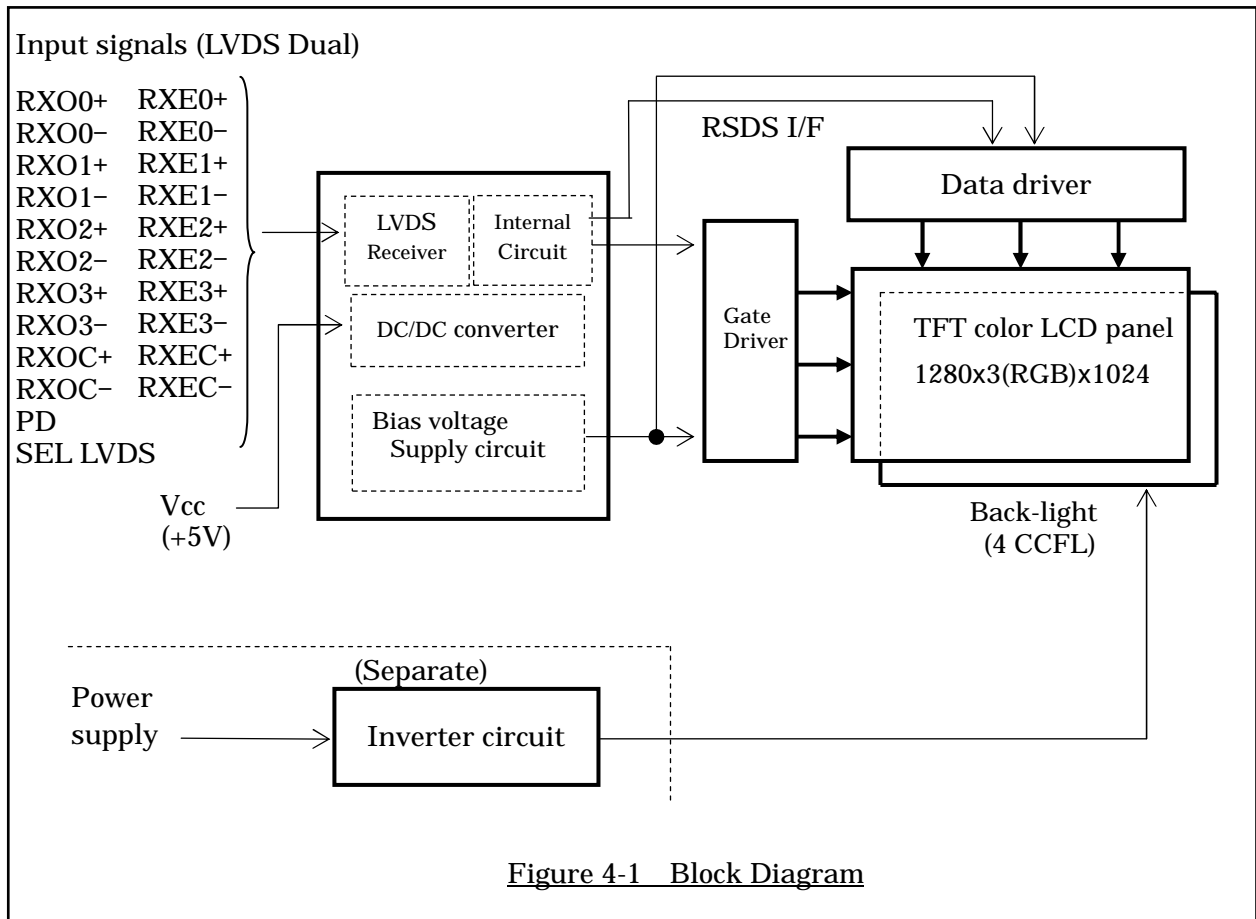 Input signals (LVDS Dual)
RXO0+ RXE0+
RXO0− RXE0−
RXO1+ RXE1+
RXO1− RXE1−
RXO2+ RXE2+
RXO2− RXE2−
RXO3+ RXE3+
RXO3− RXE3−
RXOC+ RXEC+
RXOC− RXEC−
PD
SEL LVDS
Vcc
(+5V)
LVDS
Receiver
Internal
Circuit
DC/DC converter
Bias voltage
Supply circuit
RSDS I/F
Gate
Driver
Data driver
TFT color LCD panel
1280x3(RGB)x1024
Back-light
(4 CCFL)
(Separate)
Power
supply
Inverter circuit
Figure 4-1 Block Diagram